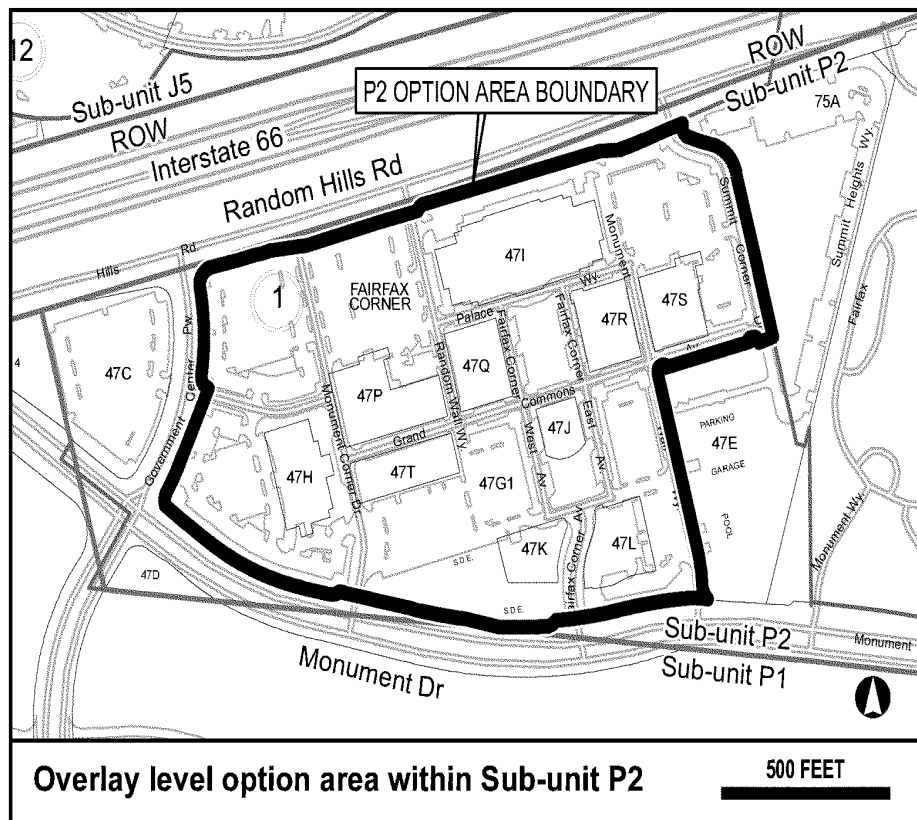 12
Sub-unit J5
ROW
Interstate 66
P2 OPTION AREA BOUNDARY
ROW
Sub-unit P2
75A
Random Hills Rd
Hills
Rd
Summit
Corner
Summit Heights Wy
Fairfax
47I
Monument
1
FAIRFAX
CORNER
Palace
Wy
47S
47R
Fairfax Corner
Fairfax Corner
47Q
47C
4
Government
Center
Pw
47P
Random Walk Wy
Monument Corner Dr
Grand
Commons
Av
47J
West
Av
East
Av
PARKING
47E
GARAGE
POOL
47H
47T
47G1
47K
47L
S.D.E.
S.D.E.
Monument Wy
47D
Sub-unit P2
Monument
Sub-unit P1
Monument Dr
Overlay level option area within Sub-unit P2
500 FEET